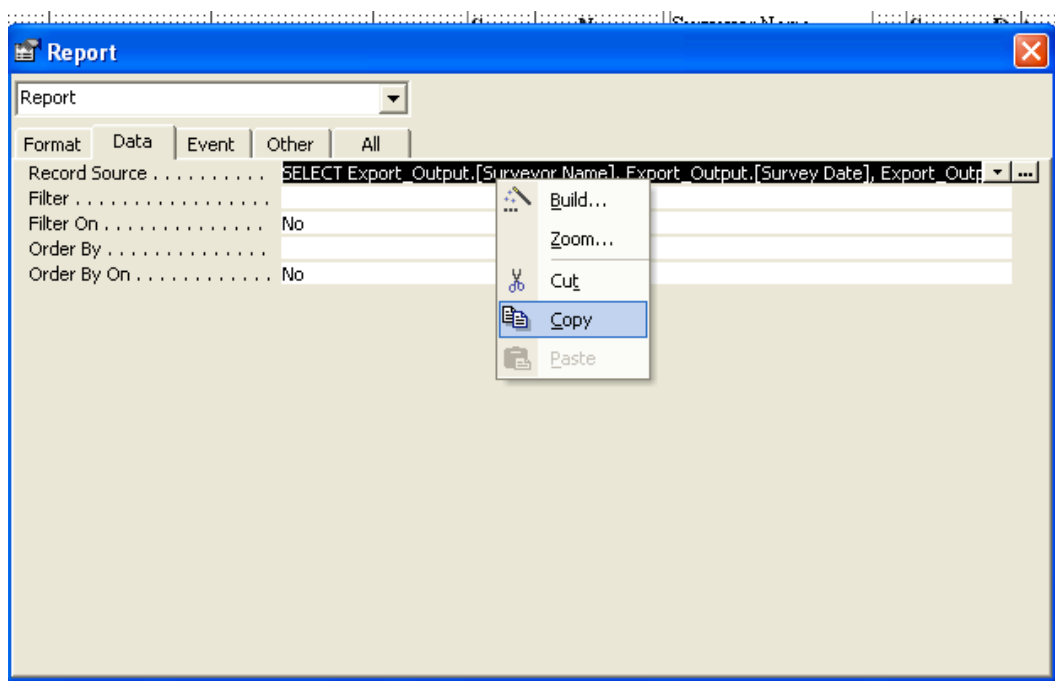 Report
Report
Format Data Event Other All
Record Source . . . . . . . . . . SELECT Export_Output.[Surveyor Name], Export_Output.[Survey Date], Export_Outp ...
Filter . . . . . . . . . . . . . . . . . .
Filter On . . . . . . . . . . . . . . No
Order By . . . . . . . . . . . . . .
Order By On . . . . . . . . . . . . No
Build...
Zoom...
Cut
Copy
Paste